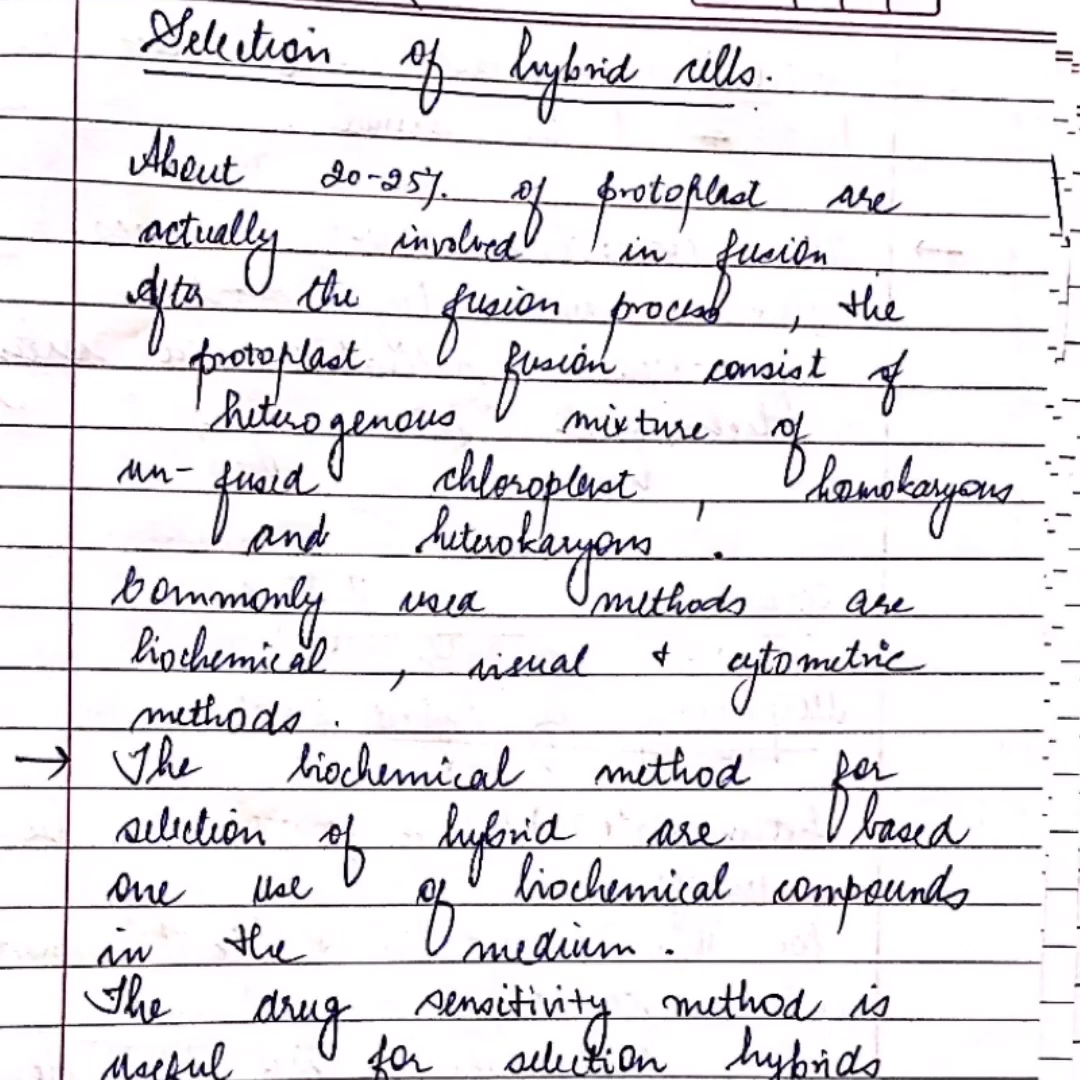 Selection of hybrid cells.
About 20-25% of protoplast are
actually involved in fusion
After the fusion process, the
protoplast fusion consist of
heterogenous mixture of
un-fused chloroplast, homokaryons
and heterokaryons.
Commonly used methods are
biochemical, visual & cytometric
methods.
→ The biochemical method for
selection of hybrid are based
one use of biochemical compounds
in the medium.
The drug sensitivity method is
useful for selection hybrids